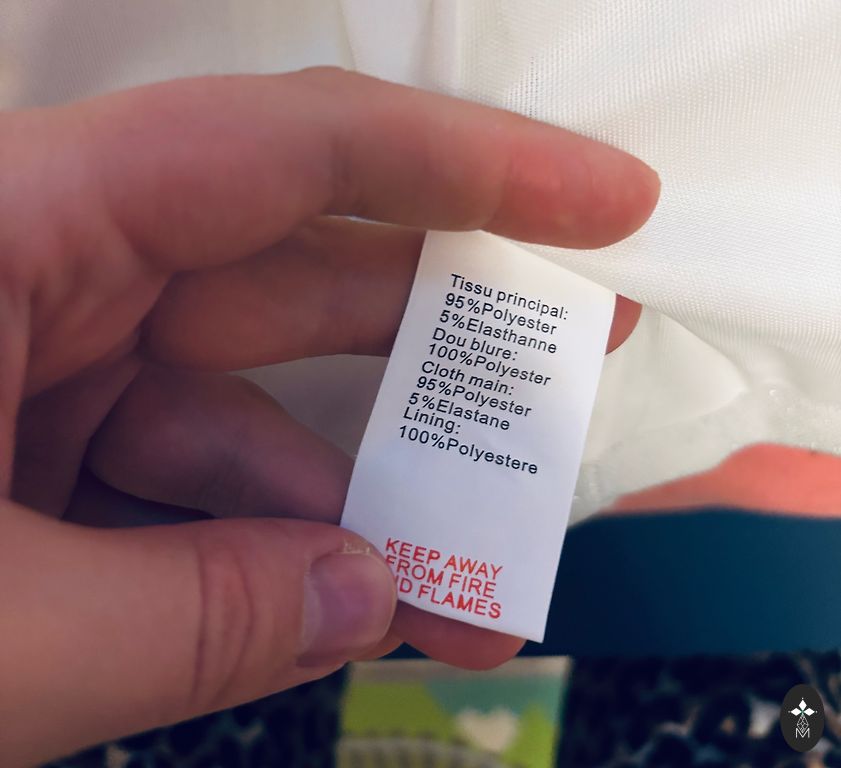 Tissu principal:
95%Polyester
5%Elasthanne
Dou blure:
100%Polyester
Cloth main:
95%Polyester
5%Elastane
Lining:
100%Polyestere
KEEP AWAY
FROM FIRE
ND FLAMES